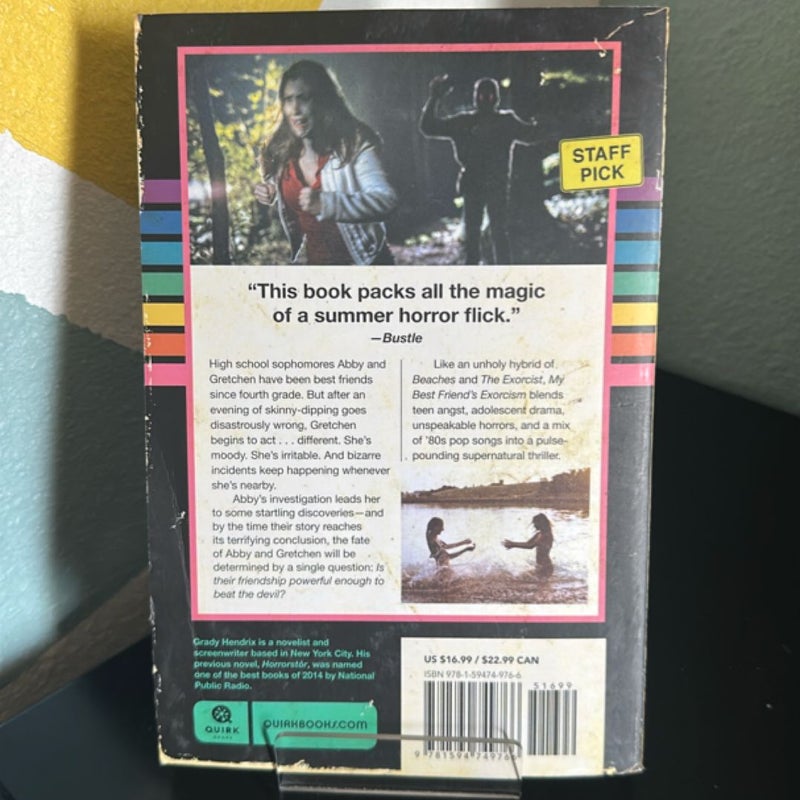 STAFF
PICK
“This book packs all the magic
of a summer horror flick.”
—Bustle
High school sophomores Abby and
Gretchen have been best friends
since fourth grade. But after an
evening of skinny-dipping goes
disastrously wrong, Gretchen
begins to act . . . different. She’s
moody. She’s irritable. And bizarre
incidents keep happening whenever
she’s nearby.
Abby’s investigation leads her
to some startling discoveries—and
by the time their story reaches
its terrifying conclusion, the fate
of Abby and Gretchen will be
determined by a single question: Is
their friendship powerful enough to
beat the devil?
Like an unholy hybrid of
Beaches and The Exorcist, My
Best Friend’s Exorcism blends
teen angst, adolescent drama,
unspeakable horrors, and a mix
of ’80s pop songs into a pulse-
pounding supernatural thriller.
Grady Hendrix is a novelist and
screenwriter based in New York City. His
previous novel, Horrorstör, was named
one of the best books of 2014 by National
Public Radio.
QUIRK
BOOKS
QUIRKBOOKS.COM
US $16.99 / $22.99 CAN
ISBN 978-1-59474-976-6
51699
9 781594 749766